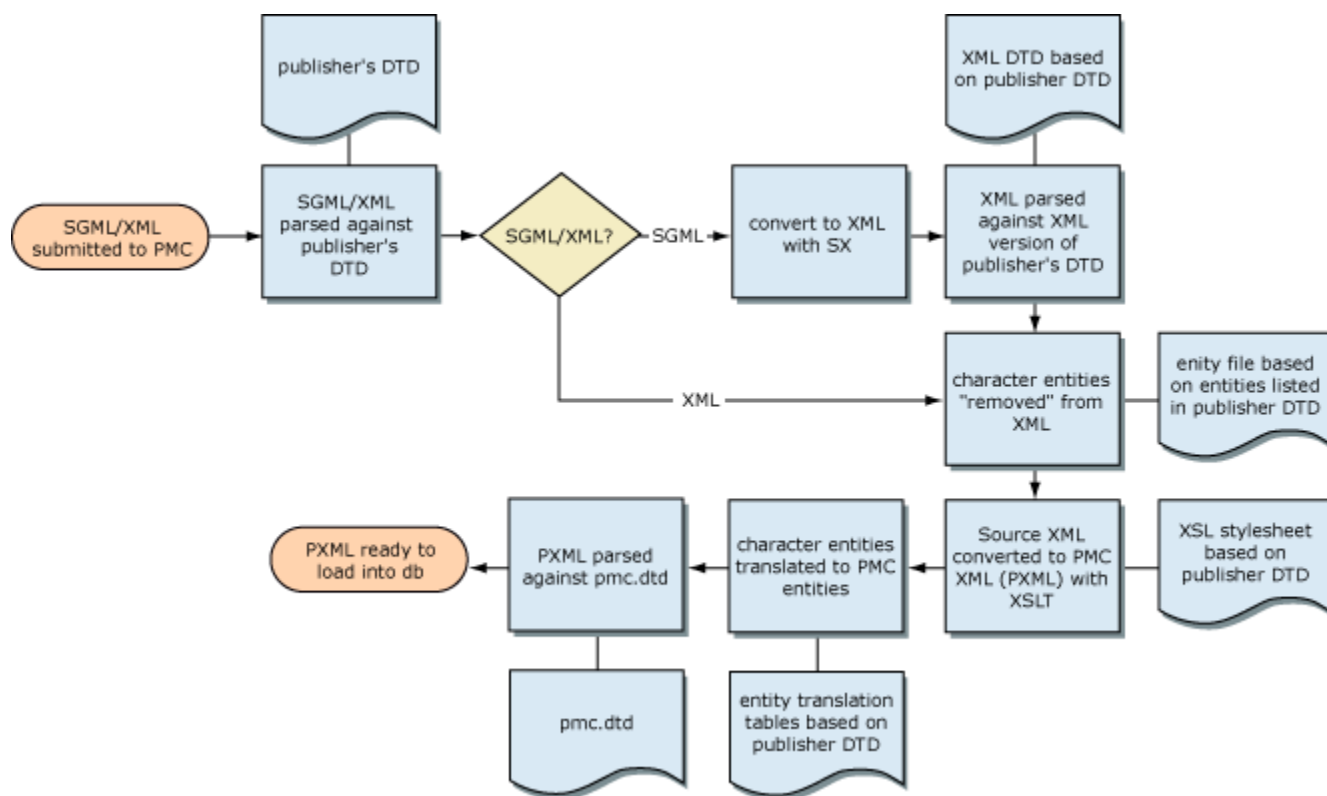 publisher's DTD
XML DTD based
on publisher DTD
SGML/XML
submitted to PMC
SGML/XML
parsed against
publisher's
DTD
SGML/XML?
SGML
convert to XML
with SX
XML parsed
against XML
version of
publisher's DTD
XML
character entities
"removed" from
XML
enity file based
on entities listed
in publisher DTD
PXML ready to
load into db
PXML parsed
against pmc.dtd
character entities
translated to PMC
entities
Source XML
converted to PMC
XML (PXML) with
XSLT
XSL stylesheet
based on
publisher DTD
pmc.dtd
entity translation
tables based on
publisher DTD